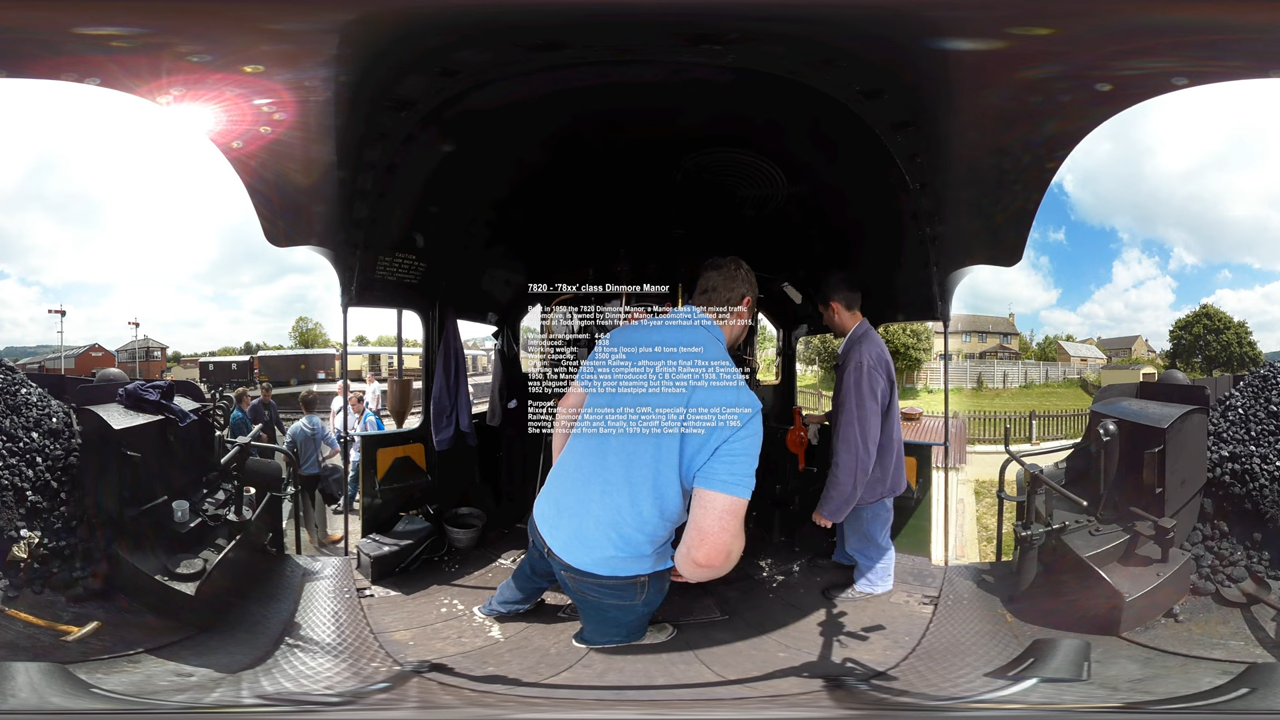 7820 - '78xx' class Dinmore Manor
Built in 1950 the 7820 Dinmore Manor, a Manor class light mixed traffic
locomotive, is owned by Dinmore Manor Locomotive Limited and
arrived at Toddington fresh from its 10-year overhaul at the start of 2015.
Wheel arrangement: 4-6-0
Introduced: 1938
Working weight: 69 tons (loco) plus 40 tons (tender)
Water capacity: 3500 galls
Origin: Great Western Railway - although the final 78xx series,
starting with No 7820, was completed by British Railways at Swindon in
1950. The Manor class was introduced by C B Collett in 1938. The class
was plagued initially by poor steaming but this was finally resolved in
1952 by modifications to the blastpipe and firebars.
Purpose:
Mixed traffic on rural routes of the GWR, especially on the old Cambrian
Railway. Dinmore Manor started her working life at Oswestry before
moving to Plymouth and, finally, to Cardiff before withdrawal in 1965.
She was rescued from Barry in 1979 by the Gwili Railway.
CAUTION
B R